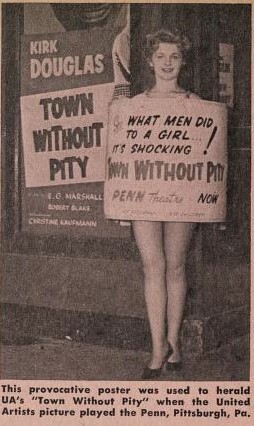 KIRK
DOUGLAS
TOWN
WITHOUT
PITY
E. G. MARSHALL
ROBERT BLAKE
CHRISTINE KAUFMANN
WHAT MEN DID
TO A GIRL...
IT'S SHOCKING!
TOWN WITHOUT PITY
PENN Theatre - NOW
This provocative poster was used to herald
UA's "Town Without Pity" when the United
Artists picture played the Penn, Pittsburgh, Pa.